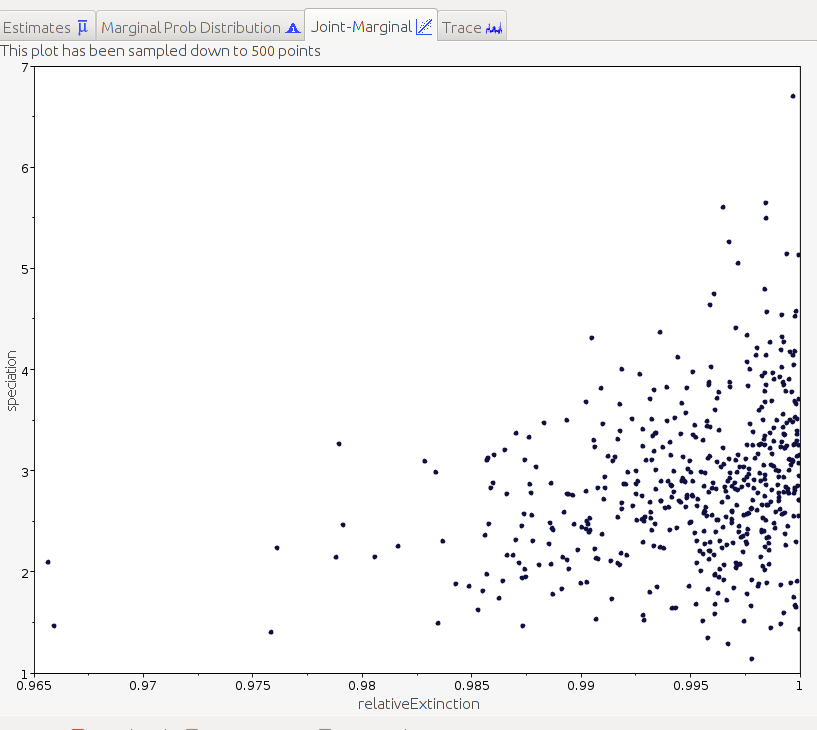 Estimates μ Marginal Prob Distribution Joint-Marginal Trace
This plot has been sampled down to 500 points
7
6
5
4
3
2
1
speciation
0.965 0.97 0.975 0.98 0.985 0.99 0.995 1
relativeExtinction